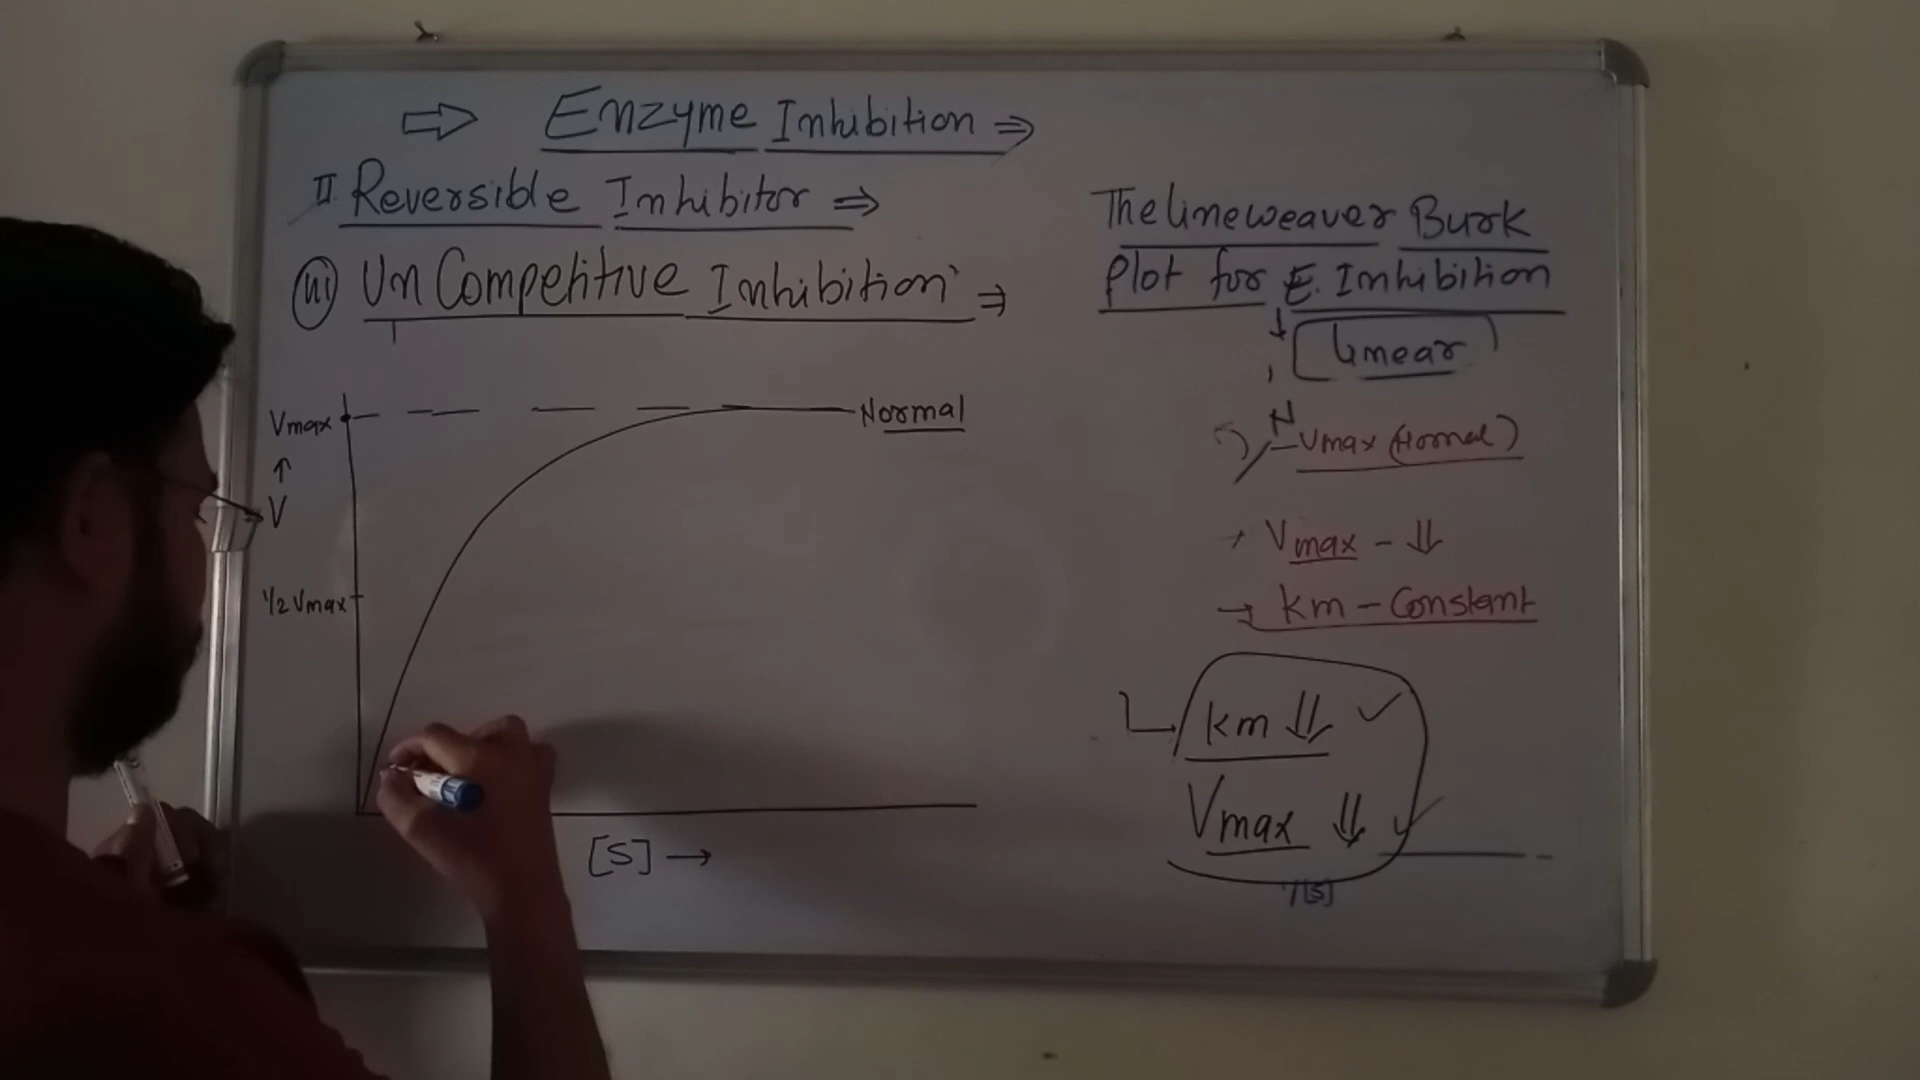 ⇒ Enzyme Inhibition ⇒
II Reversible Inhibitor ⇒
(iii) Un Competitive Inhibition ⇒
Vmax
Normal
↑
V
1/2 Vmax
[S] →
The lineweaver Burk
Plot for E. Inhibition
↓
linear
N
Vmax (Normal)
→ Vmax - ⇓
→ Km - Constant
Km ⇓ ✓
Vmax ⇓ ✓
1/[S]